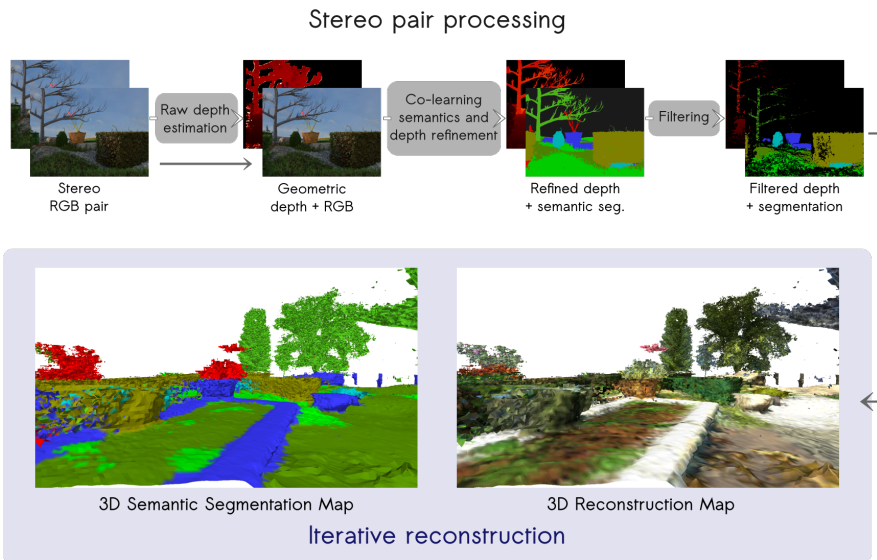 Stereo pair processing
Raw depth
estimation
Co-learning
semantics and
depth refinement
Filtering
Stereo
RGB pair
Geometric
depth + RGB
Refined depth
+ semantic seg.
Filtered depth
+ segmentation
3D Semantic Segmentation Map
3D Reconstruction Map
Iterative reconstruction